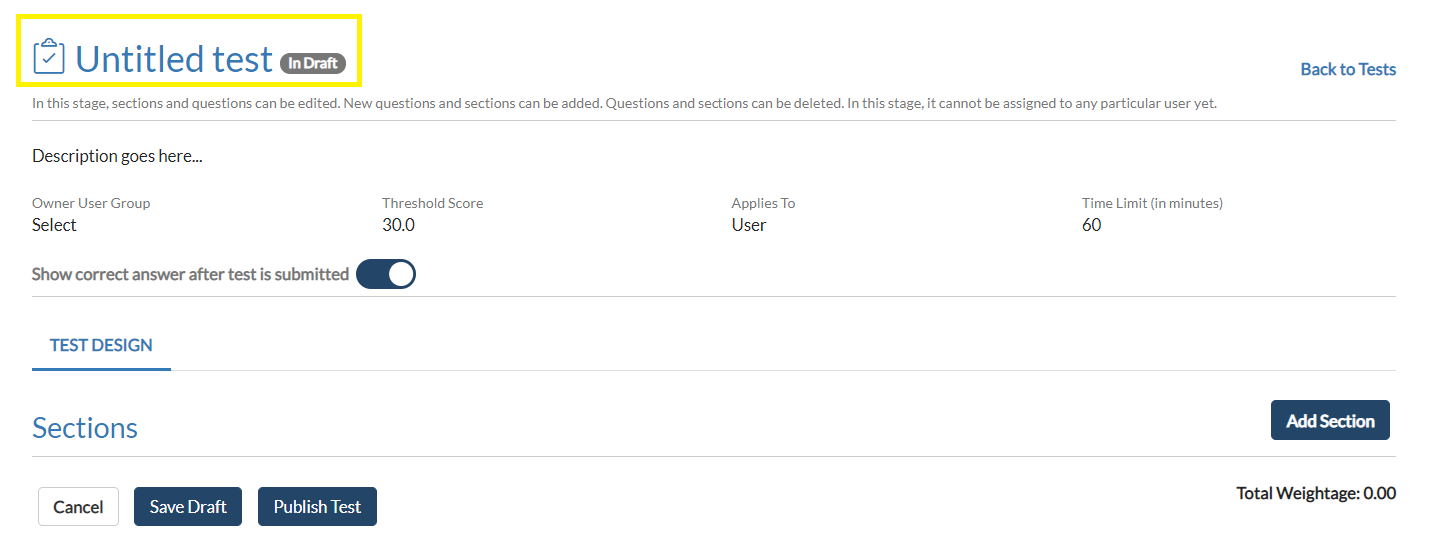 Untitled test In Draft
Back to Tests
In this stage, sections and questions can be edited. New questions and sections can be added. Questions and sections can be deleted. In this stage, it cannot be assigned to any particular user yet.
Description goes here...
Owner User Group Threshold Score Applies To Time Limit (in minutes)
Select 30.0 User 60
Show correct answer after test is submitted
TEST DESIGN
Sections Add Section
Cancel Save Draft Publish Test Total Weightage: 0.00